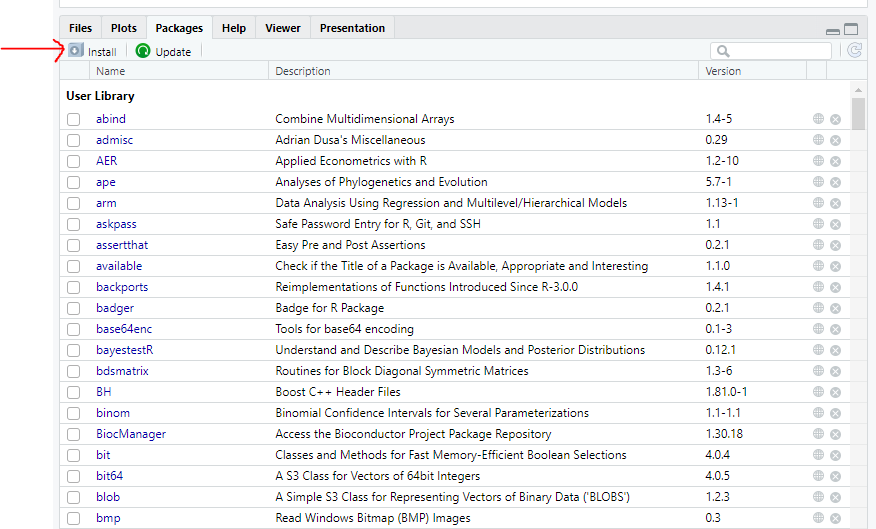 Files Plots Packages Help Viewer Presentation
Install Update
Name Description Version
User Library
abind Combine Multidimensional Arrays 1.4-5
admisc Adrian Dusa's Miscellaneous 0.29
AER Applied Econometrics with R 1.2-10
ape Analyses of Phylogenetics and Evolution 5.7-1
arm Data Analysis Using Regression and Multilevel/Hierarchical Models 1.13-1
askpass Safe Password Entry for R, Git, and SSH 1.1
assertthat Easy Pre and Post Assertions 0.2.1
available Check if the Title of a Package is Available, Appropriate and Interesting 1.1.0
backports Reimplementations of Functions Introduced Since R-3.0.0 1.4.1
badger Badge for R Package 0.2.1
base64enc Tools for base64 encoding 0.1-3
bayestestR Understand and Describe Bayesian Models and Posterior Distributions 0.12.1
bdsmatrix Routines for Block Diagonal Symmetric Matrices 1.3-6
BH Boost C++ Header Files 1.81.0-1
binom Binomial Confidence Intervals for Several Parameterizations 1.1-1.1
BiocManager Access the Bioconductor Project Package Repository 1.30.18
bit Classes and Methods for Fast Memory-Efficient Boolean Selections 4.0.4
bit64 A S3 Class for Vectors of 64bit Integers 4.0.5
blob A Simple S3 Class for Representing Vectors of Binary Data ('BLOBS') 1.2.3
bmp Read Windows Bitmap (BMP) Images 0.3